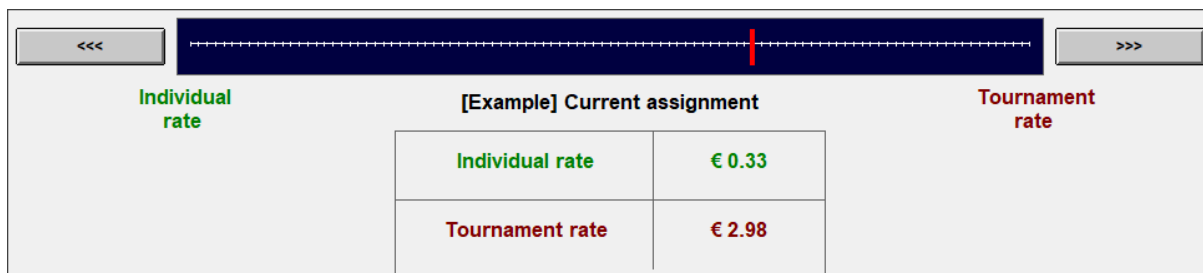 <<<
>>>
Individual
rate
[Example] Current assignment
Tournament
rate
Individual rate € 0.33
Tournament rate € 2.98